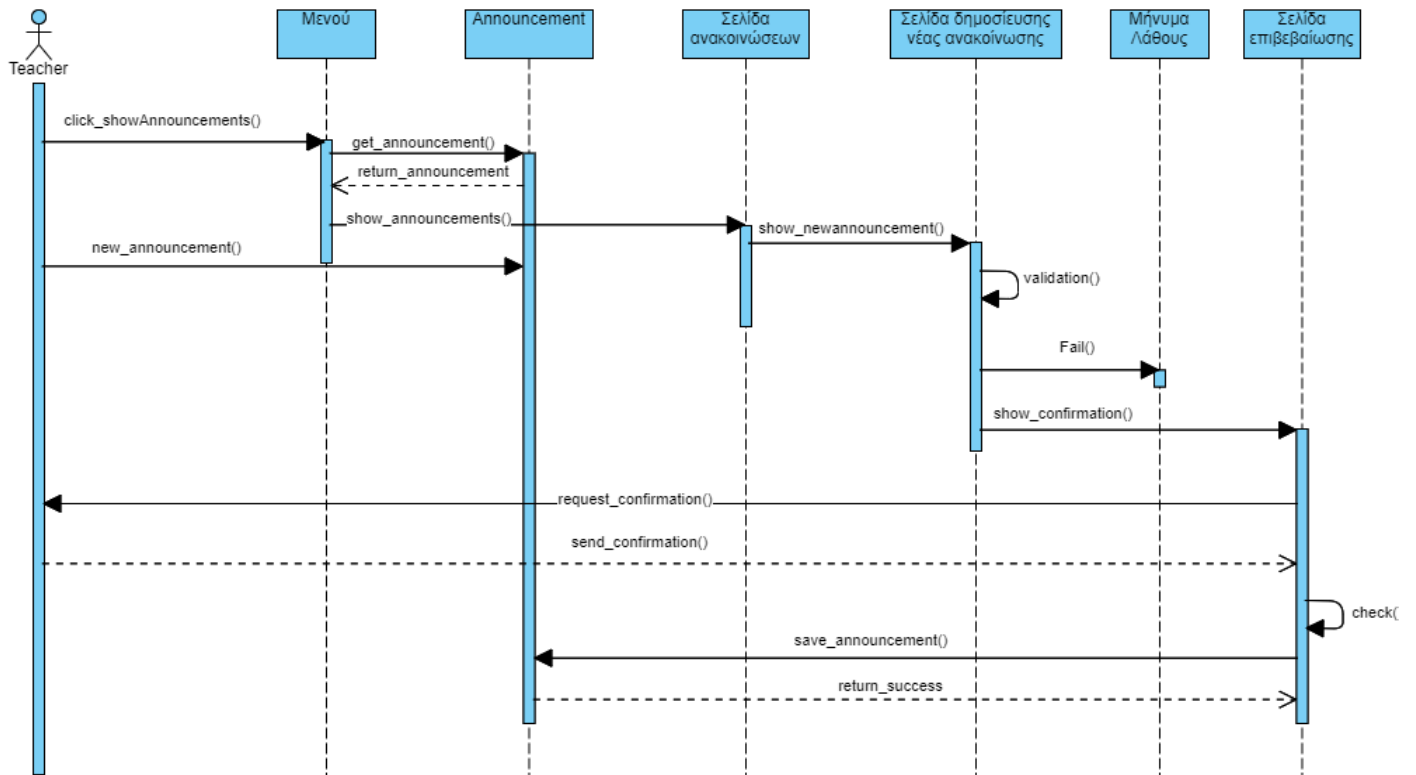 Μενού
Announcement
Σελίδα
ανακοινώσεων
Σελίδα δημοσίευσης
νέας ανακοίνωσης
Μήνυμα
Λάθους
Σελίδα
επιβεβαίωσης
Teacher
click_showAnnouncements()
get_announcement()
return_announcement
show_announcements()
show_newannouncement()
new_announcement()
validation()
Fail()
show_confirmation()
request_confirmation()
send_confirmation()
check(
save_announcement()
return_success